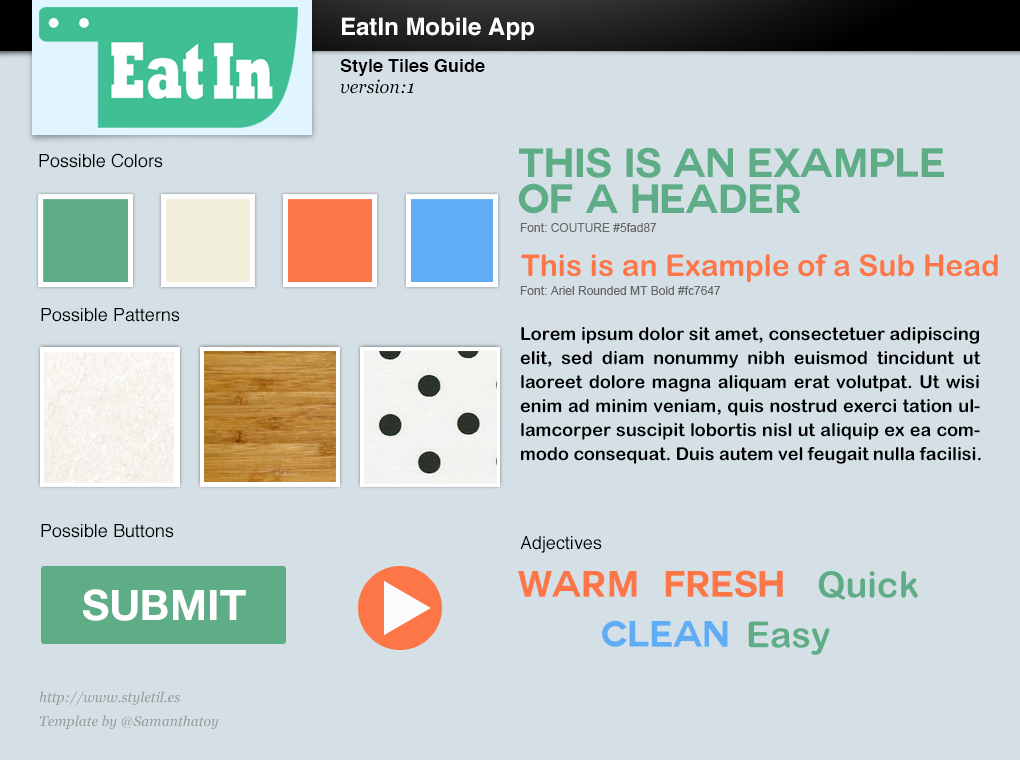 EatIn
EatIn Mobile App
Style Tiles Guide
version:1
Possible Colors
THIS IS AN EXAMPLE
OF A HEADER
Font: COUTURE #5fad87
This is an Example of a Sub Head
Font: Ariel Rounded MT Bold #fc7647
Possible Patterns
Lorem ipsum dolor sit amet, consectetuer adipiscing
elit, sed diam nonummy nibh euismod tincidunt ut
laoreet dolore magna aliquam erat volutpat. Ut wisi
enim ad minim veniam, quis nostrud exerci tation ul-
lamcorper suscipit lobortis nisl ut aliquip ex ea com-
modo consequat. Duis autem vel feugait nulla facilisi.
Possible Buttons
SUBMIT
Adjectives
WARM FRESH Quick
CLEAN Easy
http://www.styletil.es
Template by @Samanthatoy